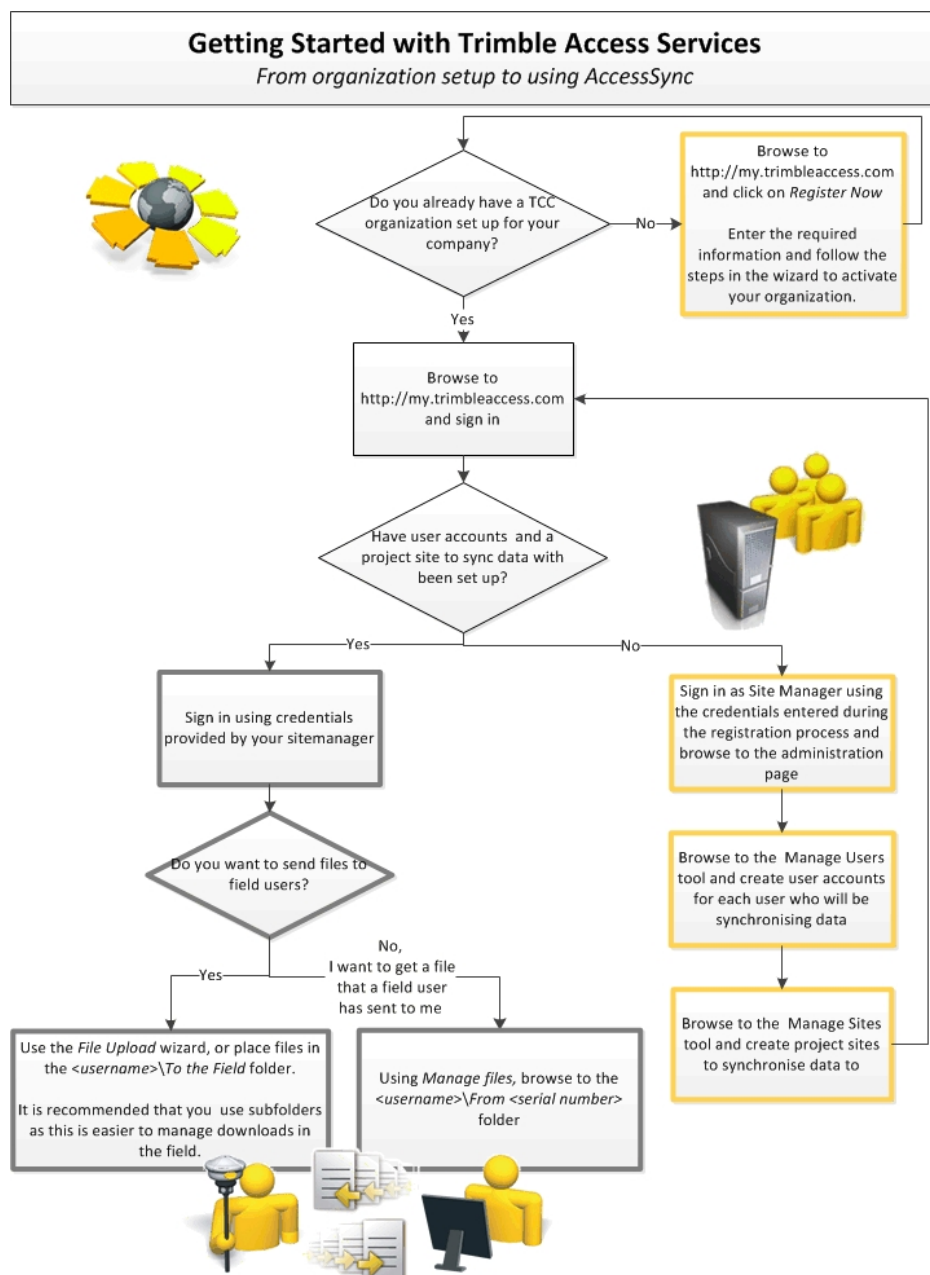 Getting Started with Trimble Access Services
From organization setup to using AccessSync
Do you already have a TCC
organization set up for your
company?
No
Browse to
http://my.trimbleaccess.com
and click on Register Now
Enter the required
information and follow the
steps in the wizard to activate
your organization.
Yes
Browse to
http://my.trimbleaccess.com
and sign in
Have user accounts and a
project site to sync data with
been set up?
Yes
No
Sign in using credentials
provided by your sitemanager
Sign in as Site Manager using
the credentials entered during
the registration process and
browse to the administration
page
Do you want to send files to
field users?
Browse to the Manage Users
tool and create user accounts
for each user who will be
synchronising data
Yes
No,
I want to get a file
that a field user
has sent to me
Browse to the Manage Sites
tool and create project sites
to synchronise data to
Use the File Upload wizard, or place files in
the <username>\To the Field folder.
It is recommended that you use subfolders
as this is easier to manage downloads in
the field.
Using Manage files, browse to the
<username>\From <serial number>
folder